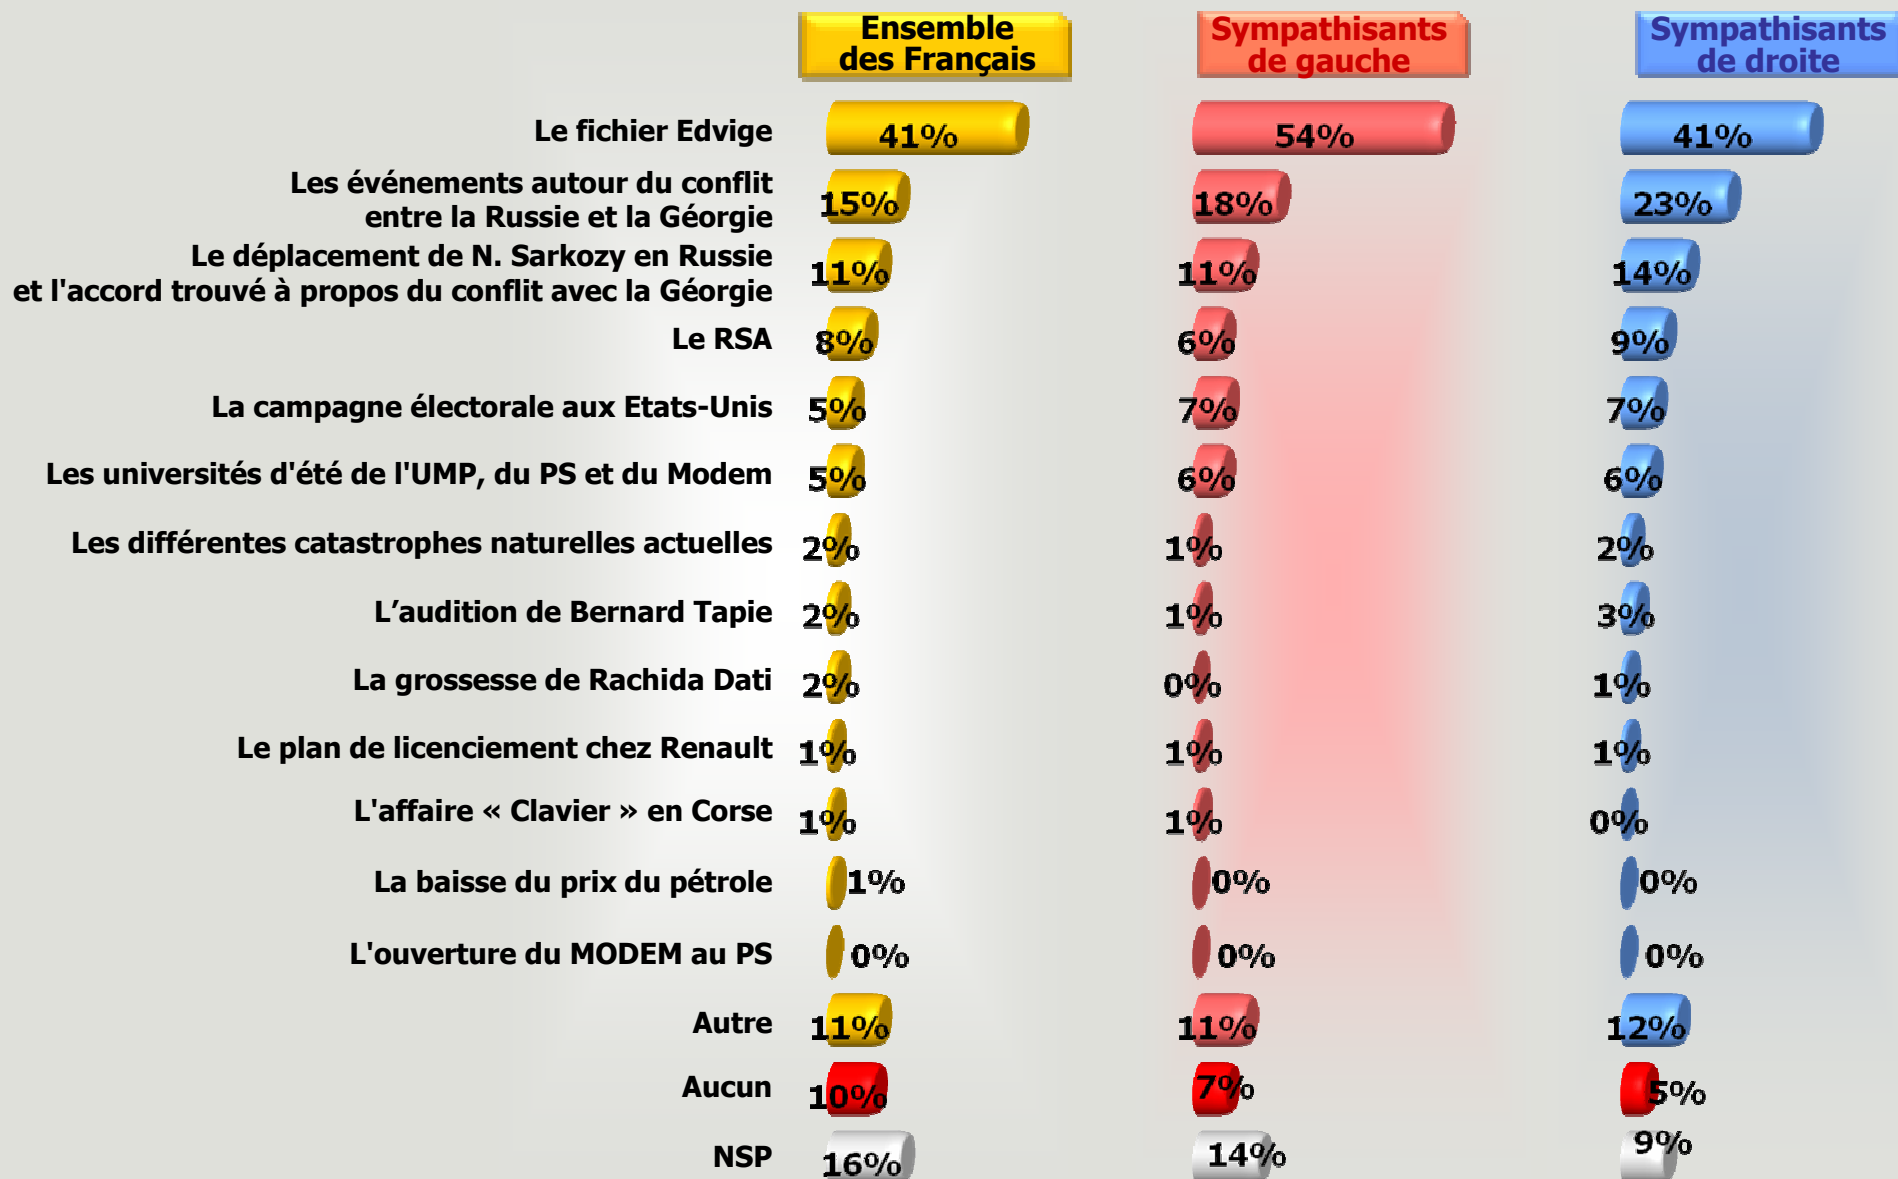 Ensemble
des Français
Sympathisants
de gauche
Sympathisants
de droite
Le fichier Edvige 41% 54% 41%
Les événements autour du conflit
entre la Russie et la Géorgie 15% 18% 23%
Le déplacement de N. Sarkozy en Russie
et l'accord trouvé à propos du conflit avec la Géorgie 11% 11% 14%
Le RSA 8% 6% 9%
La campagne électorale aux Etats-Unis 5% 7% 7%
Les universités d'été de l'UMP, du PS et du Modem 5% 6% 6%
Les différentes catastrophes naturelles actuelles 2% 1% 2%
L’audition de Bernard Tapie 2% 1% 3%
La grossesse de Rachida Dati 2% 0% 1%
Le plan de licenciement chez Renault 1% 1% 1%
L'affaire « Clavier » en Corse 1% 1% 0%
La baisse du prix du pétrole 1% 0% 0%
L'ouverture du MODEM au PS 0% 0% 0%
Autre 11% 11% 12%
Aucun 10% 7% 5%
NSP 16% 14% 9%